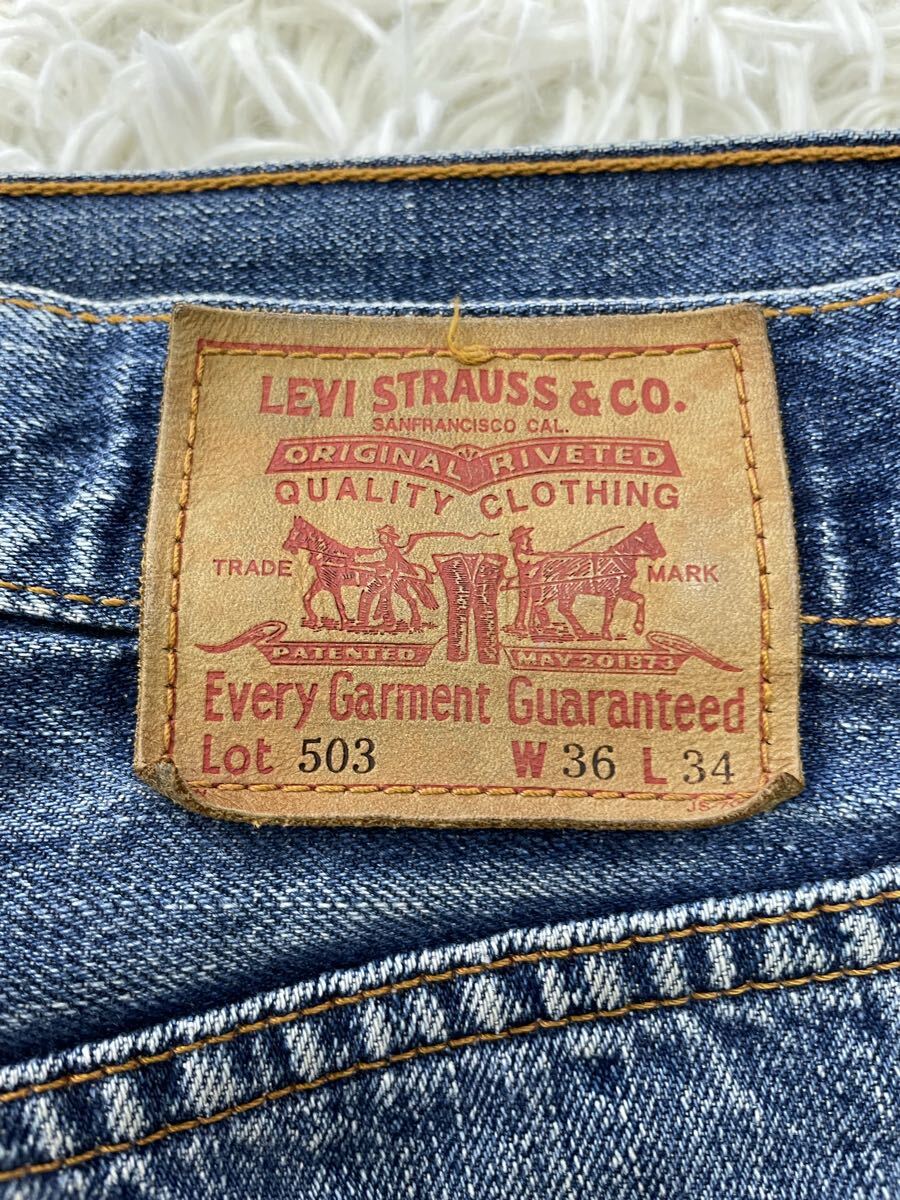 LEVI STRAUSS & CO.
SANFRANCISCO CAL.
ORIGINAL RIVETED
QUALITY CLOTHING
TRADE MARK
PATENTED MAY 20 1873
Every Garment Guaranteed
Lot 503 W 36 L 34